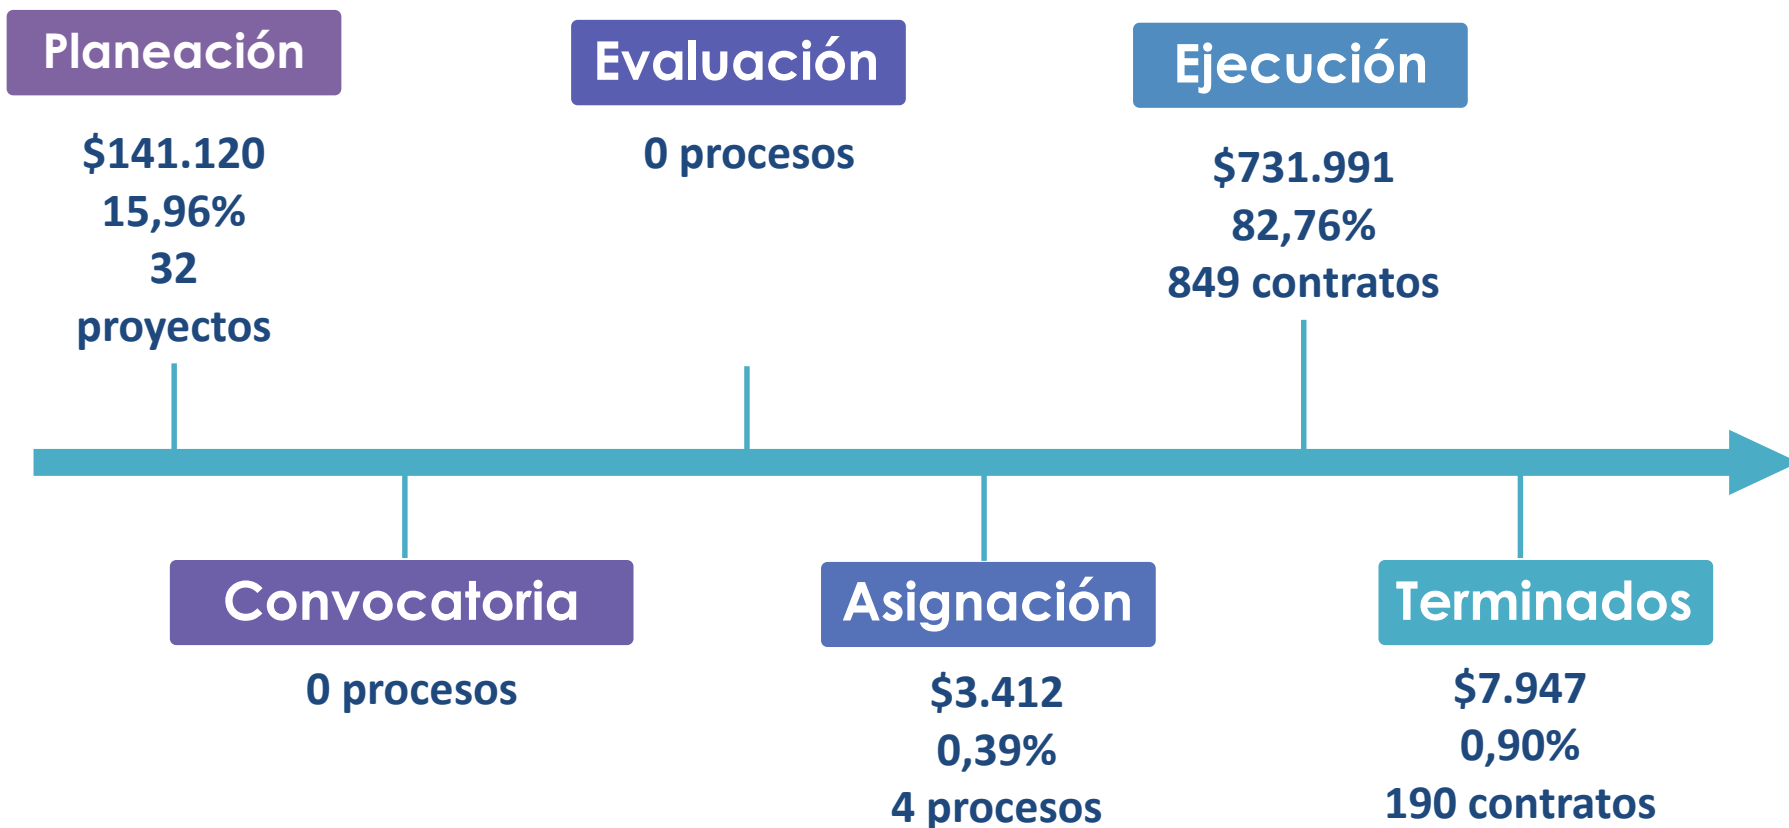 Planeación
$141.120
15,96%
32
proyectos
Evaluación
0 procesos
Ejecución
$731.991
82,76%
849 contratos
Convocatoria
0 procesos
Asignación
$3.412
0,39%
4 procesos
Terminados
$7.947
0,90%
190 contratos